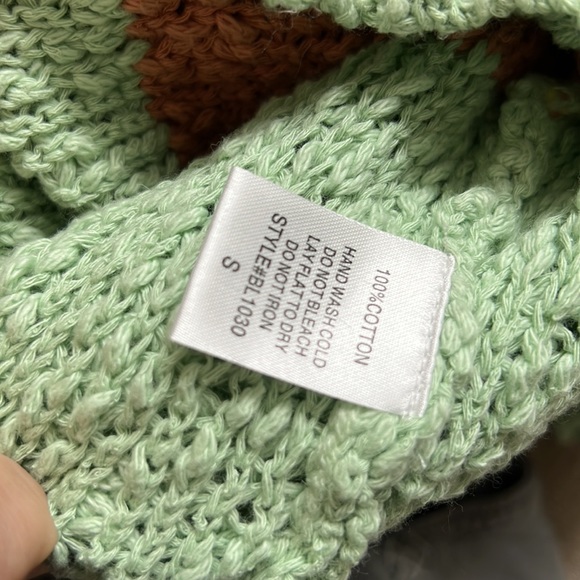 100%COTTON
HAND WASH COLD
DO NOT BLEACH
LAY FLAT TO DRY
DO NOT IRON
STYLE#BL1030
S